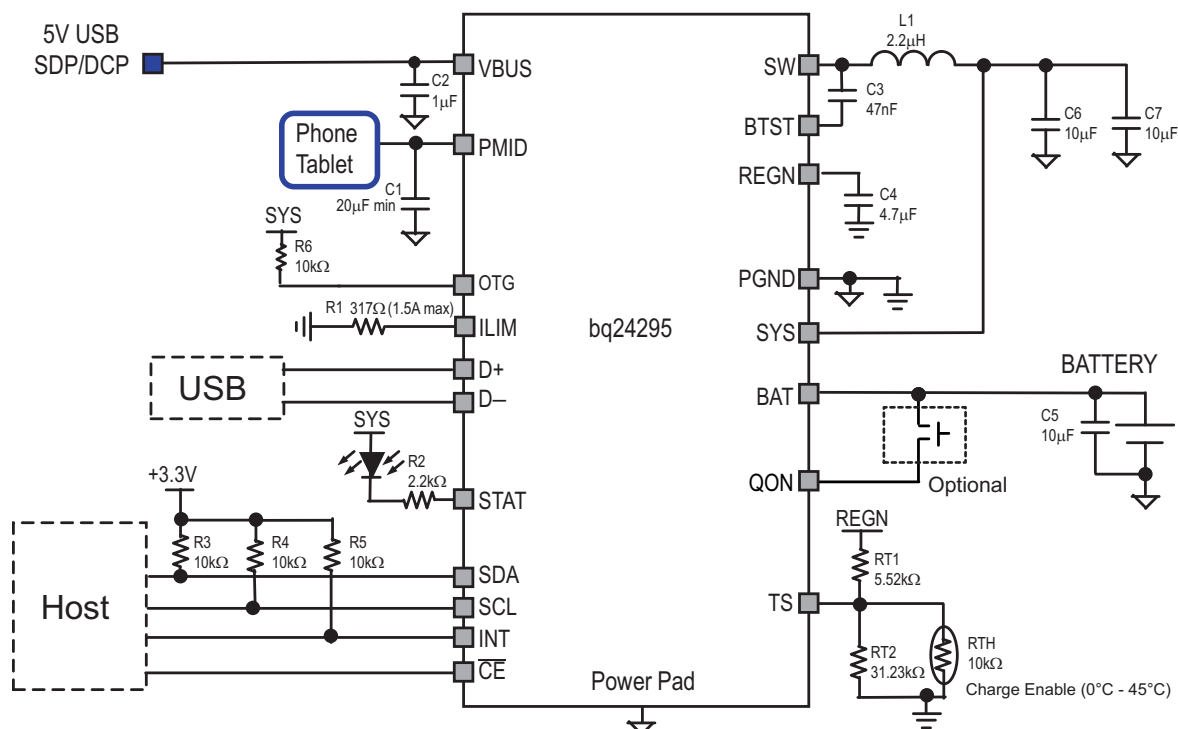 5V USB
SDP/DCP
VBUS
C2
1µF
Phone
Tablet
PMID
C1
20µF min
SYS
R6
10kΩ
OTG
R1 317Ω (1.5A max)
ILIM
USB
D+
D–
SYS
R2
2.2kΩ
STAT
+3.3V
R3
10kΩ
R4
10kΩ
R5
10kΩ
Host
SDA
SCL
INT
CE
bq24295
Power Pad
L1
2.2µH
SW
C3
47nF
BTST
C6
10µF
C7
10µF
REGN
C4
4.7µF
PGND
SYS
BATTERY
BAT
C5
10µF
QON
Optional
REGN
RT1
5.52kΩ
TS
RT2
31.23kΩ
RTH
10kΩ
Charge Enable (0°C - 45°C)